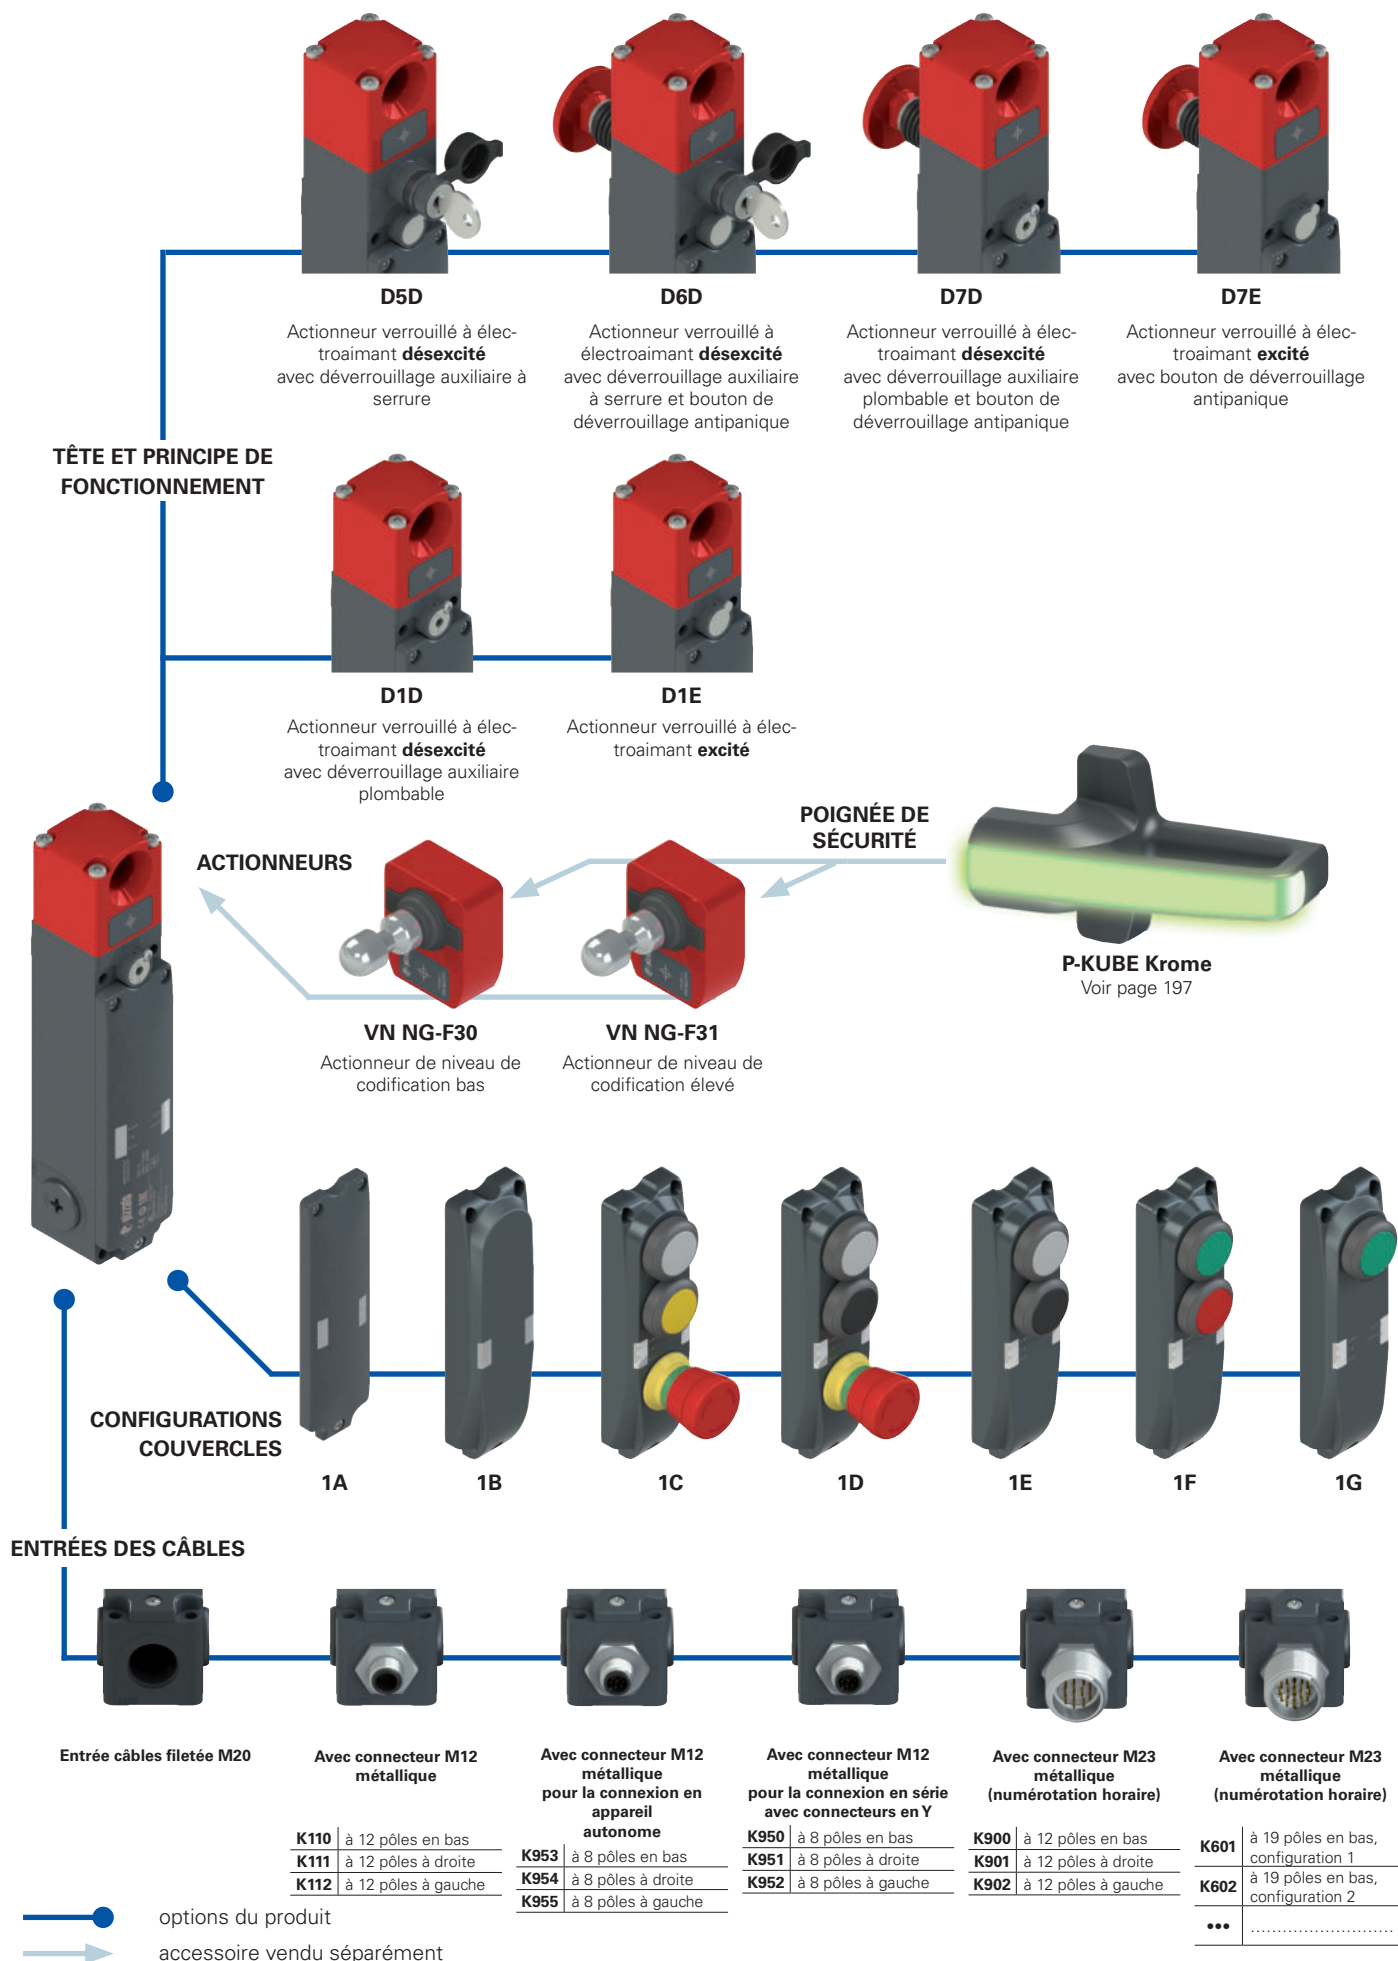 D5D
Actionneur verrouillé à élec-
troaimant désexcité
avec déverrouillage auxiliaire à
serrure
D6D
Actionneur verrouillé à
électroaimant désexcité
avec déverrouillage auxiliaire
à serrure et bouton de
déverrouillage antipanique
D7D
Actionneur verrouillé à élec-
troaimant désexcité
avec déverrouillage auxiliaire
plombable et bouton de
déverrouillage antipanique
D7E
Actionneur verrouillé à élec-
troaimant excité
avec bouton de déverrouillage
antipanique
TÊTE ET PRINCIPE DE
FONCTIONNEMENT
D1D
Actionneur verrouillé à élec-
troaimant désexcité
avec déverrouillage auxiliaire
plombable
D1E
Actionneur verrouillé à élec-
troaimant excité
POIGNÉE DE
SÉCURITÉ
ACTIONNEURS
P-KUBE Krome
Voir page 197
VN NG-F30
Actionneur de niveau de
codification bas
VN NG-F31
Actionneur de niveau de
codification élevé
CONFIGURATIONS
COUVERCLES
1A
1B
1C
1D
1E
1F
1G
ENTRÉES DES CÂBLES
Entrée câbles filetée M20
Avec connecteur M12
métallique
K110 à 12 pôles en bas
K111 à 12 pôles à droite
K112 à 12 pôles à gauche
Avec connecteur M12
métallique
pour la connexion en
appareil
autonome
K953 à 8 pôles en bas
K954 à 8 pôles à droite
K955 à 8 pôles à gauche
Avec connecteur M12
métallique
pour la connexion en série
avec connecteurs en Y
K950 à 8 pôles en bas
K951 à 8 pôles à droite
K952 à 8 pôles à gauche
Avec connecteur M23
métallique
(numérotation horaire)
K900 à 12 pôles en bas
K901 à 12 pôles à droite
K902 à 12 pôles à gauche
Avec connecteur M23
métallique
(numérotation horaire)
K601 à 19 pôles en bas,
configuration 1
K602 à 19 pôles en bas,
configuration 2
••• ...........................
options du produit
accessoire vendu séparément